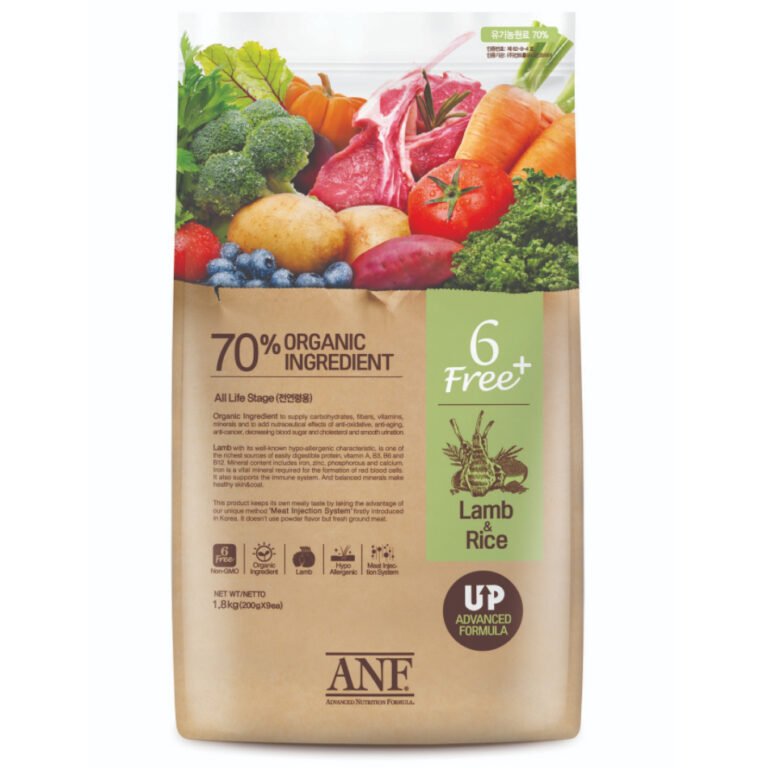 유기농원료 70%
70% ORGANIC
INGREDIENT
All Life Stage (전연령용)
Organic Ingredient to supply carbohydrates, fibers, vitamins,
minerals and to add nutraceutical effects of anti-oxidative, anti-aging,
anti-cancer, decreasing blood sugar and cholesterol and smooth urination.
Lamb with its well-known hypo-allergenic characteristic, is one of
the richest sources of easily digestible protein, vitamin A, B3, B6 and
B12. Mineral content includes iron, zinc, phosphorous and calcium.
Iron is a vital mineral required for the formation of red blood cells.
It also supports the immune system. And balanced minerals make
healthy skin&coat.
This product keeps its own meaty taste by taking the advantage of
our unique method 'Meat Injection System' firstly introduced
in Korea. It doesn't use powder flavor but fresh ground meat.
6
Free
Non-GMO
Organic
Ingredient
Lamb
Hypo
Allergenic
Meat Injec-
tion System
NET WT/NETTO
1.8kg(200gX9ea)
6
Free+
Lamb
&
Rice
UP
ADVANCED
FORMULA
ANF®
ADVANCED NUTRITION FORMULA.